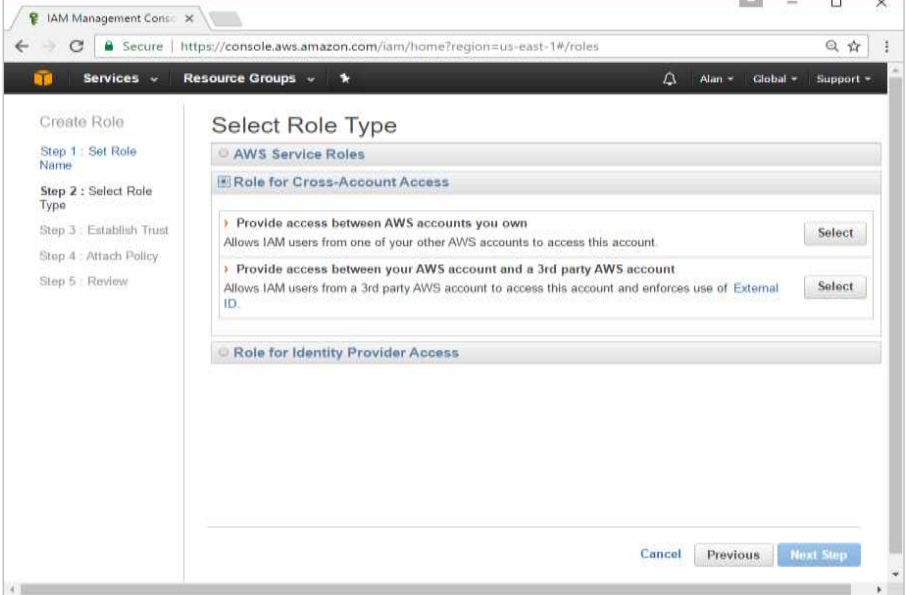 IAM Management Consc
Secure | https://console.aws.amazon.com/iam/home?region=us-east-1#/roles
Services Resource Groups Alan Global Support
Create Role
Step 1 : Set Role
Name
Step 2 : Select Role
Type
Step 3 : Establish Trust
Step 4 : Attach Policy
Step 5 : Review
Select Role Type
AWS Service Roles
Role for Cross-Account Access
Provide access between AWS accounts you own
Allows IAM users from one of your other AWS accounts to access this account.
Select
Provide access between your AWS account and a 3rd party AWS account
Allows IAM users from a 3rd party AWS account to access this account and enforces use of External
ID.
Select
Role for Identity Provider Access
Cancel Previous Next Step